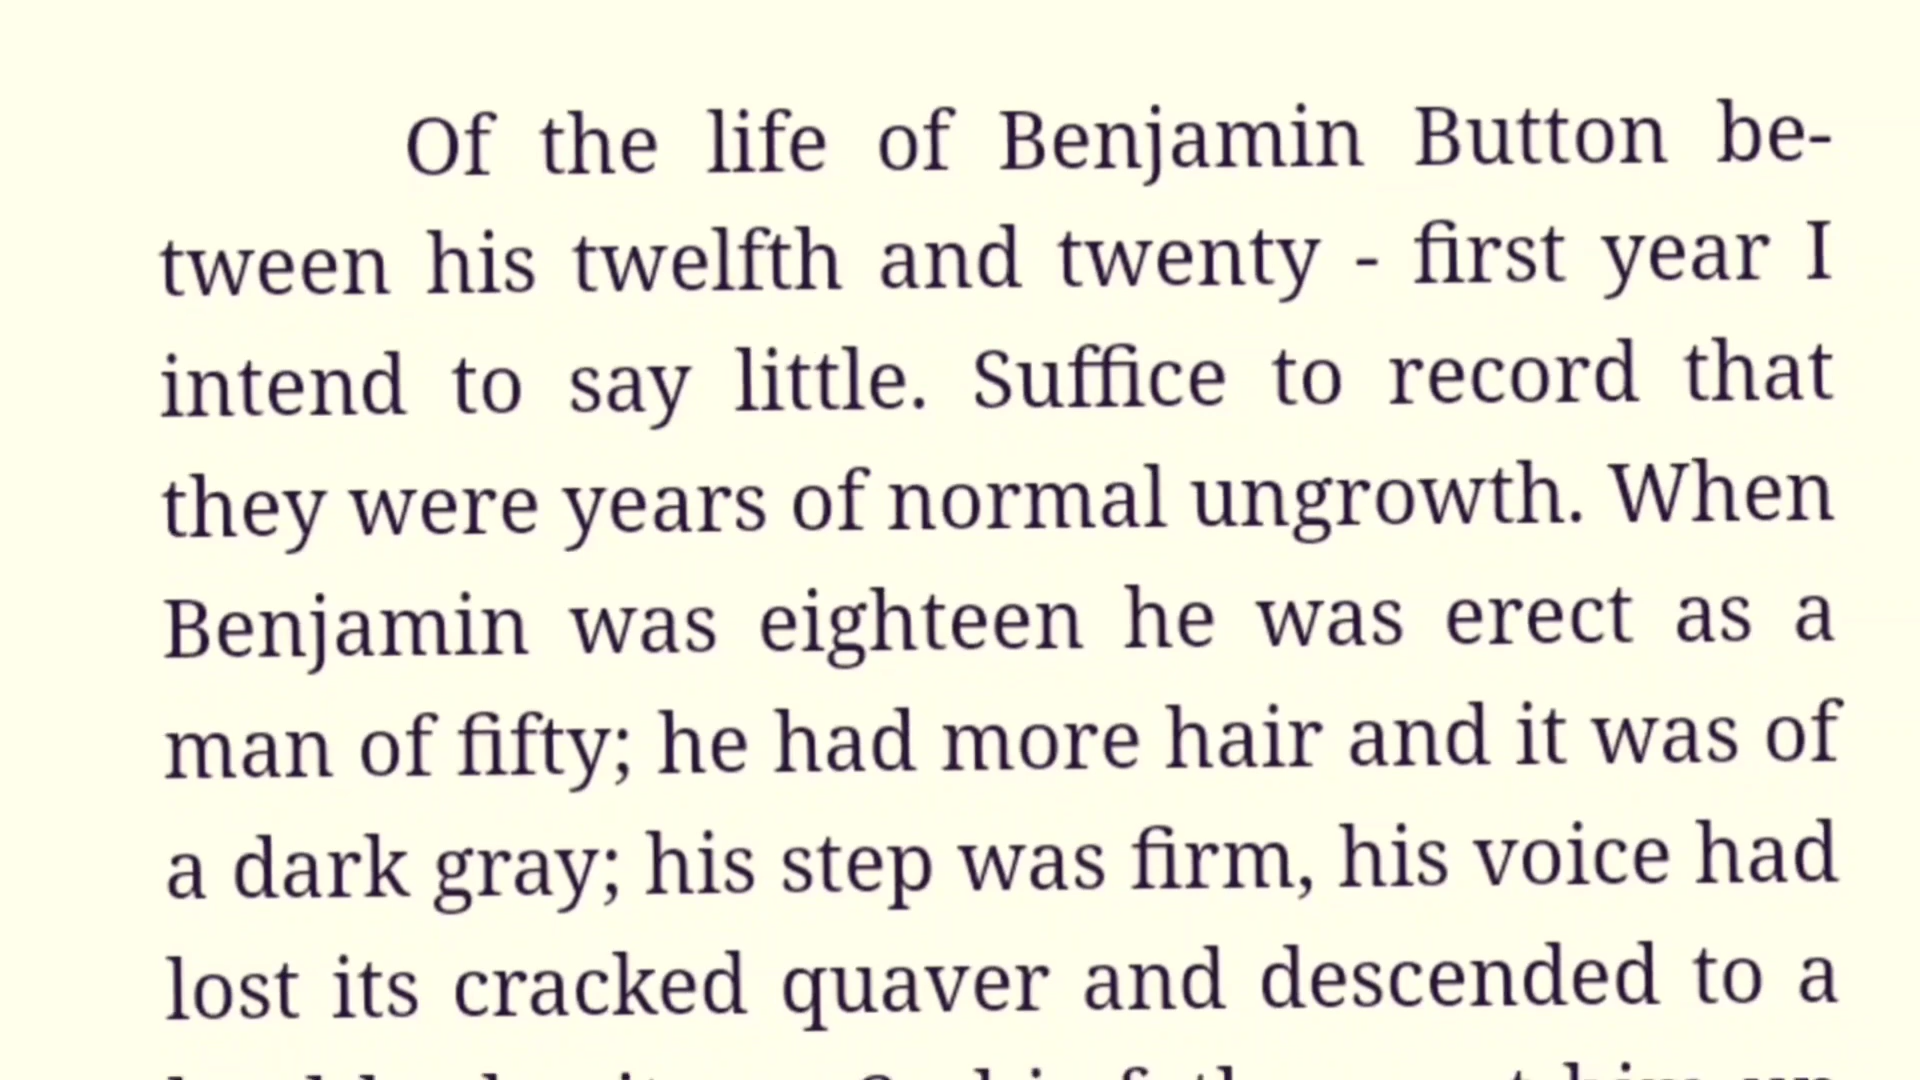 Of the life of Benjamin Button be-
tween his twelfth and twenty - first year I
intend to say little. Suffice to record that
they were years of normal ungrowth. When
Benjamin was eighteen he was erect as a
man of fifty; he had more hair and it was of
a dark gray; his step was firm, his voice had
lost its cracked quaver and descended to a